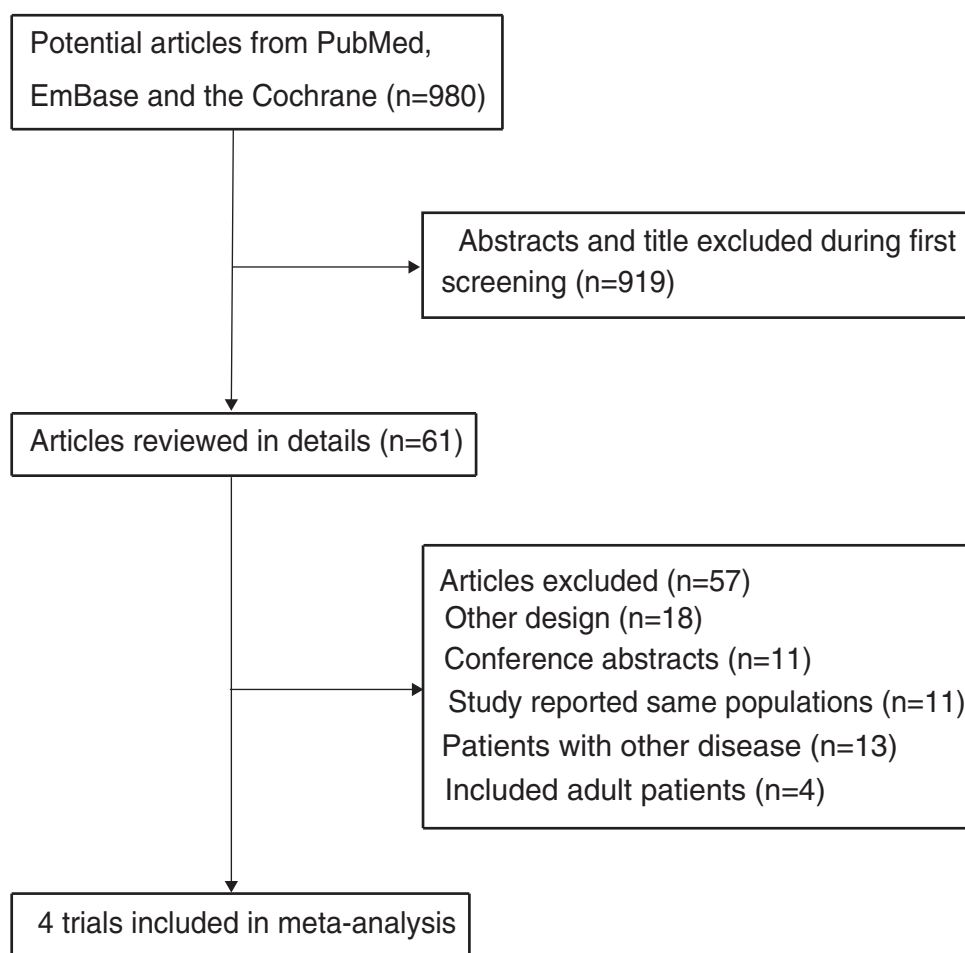 Potential articles from PubMed,
EmBase and the Cochrane (n=980)
Abstracts and title excluded during first
screening (n=919)
Articles reviewed in details (n=61)
Articles excluded (n=57)
Other design (n=18)
Conference abstracts (n=11)
Study reported same populations (n=11)
Patients with other disease (n=13)
Included adult patients (n=4)
4 trials included in meta-analysis